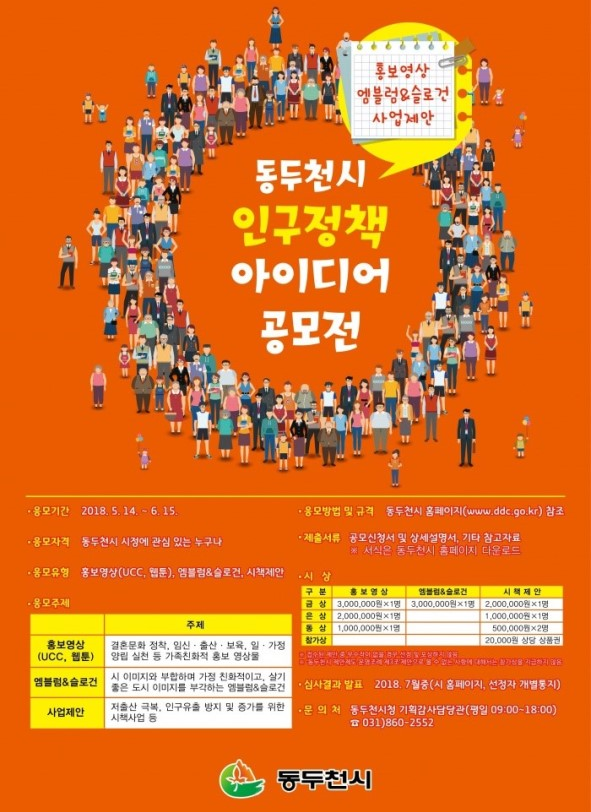 홍보영상
엠블럼&슬로건
사업제안
동두천시
인구정책
아이디어
공모전
· 응모기간 2018. 5. 14. ~ 6. 15.
· 응모자격 동두천시 시정에 관심 있는 누구나
· 응모유형 홍보영상(UCC, 웹툰), 엠블럼&슬로건, 시책제안
· 응모주제
주제
홍보영상
(UCC, 웹툰)
결혼문화 정착, 임신·출산·보육, 일·가정
양립 실천 등 가족친화적 홍보 영상물
엠블럼&슬로건
시 이미지와 부합하며 가정 친화적이고, 살기
좋은 도시 이미지를 부각하는 엠블럼&슬로건
사업제안
저출산 극복, 인구유출 방지 및 증가를 위한
시책사업 등
· 응모방법 및 규격 동두천시 홈페이지(www.ddc.go.kr) 참조
· 제출서류 공모신청서 및 상세설명서, 기타 참고자료
※ 서식은 동두천시 홈페이지 다운로드
· 시 상
구 분 홍보영상 엠블럼&슬로건 시책제안
금 상 3,000,000원×1명 3,000,000원×1명 2,000,000원×1명
은 상 2,000,000원×1명 1,000,000원×1명
동 상 1,000,000원×1명 500,000원×2명
참가상 20,000원 상당 상품권
· 심사결과 발표 2018. 7월중(시 홈페이지, 선정자 개별통지)
· 문 의 처 동두천시청 기획감사담당관(평일 09:00~18:00)
☎ 031)860-2552
동두천시